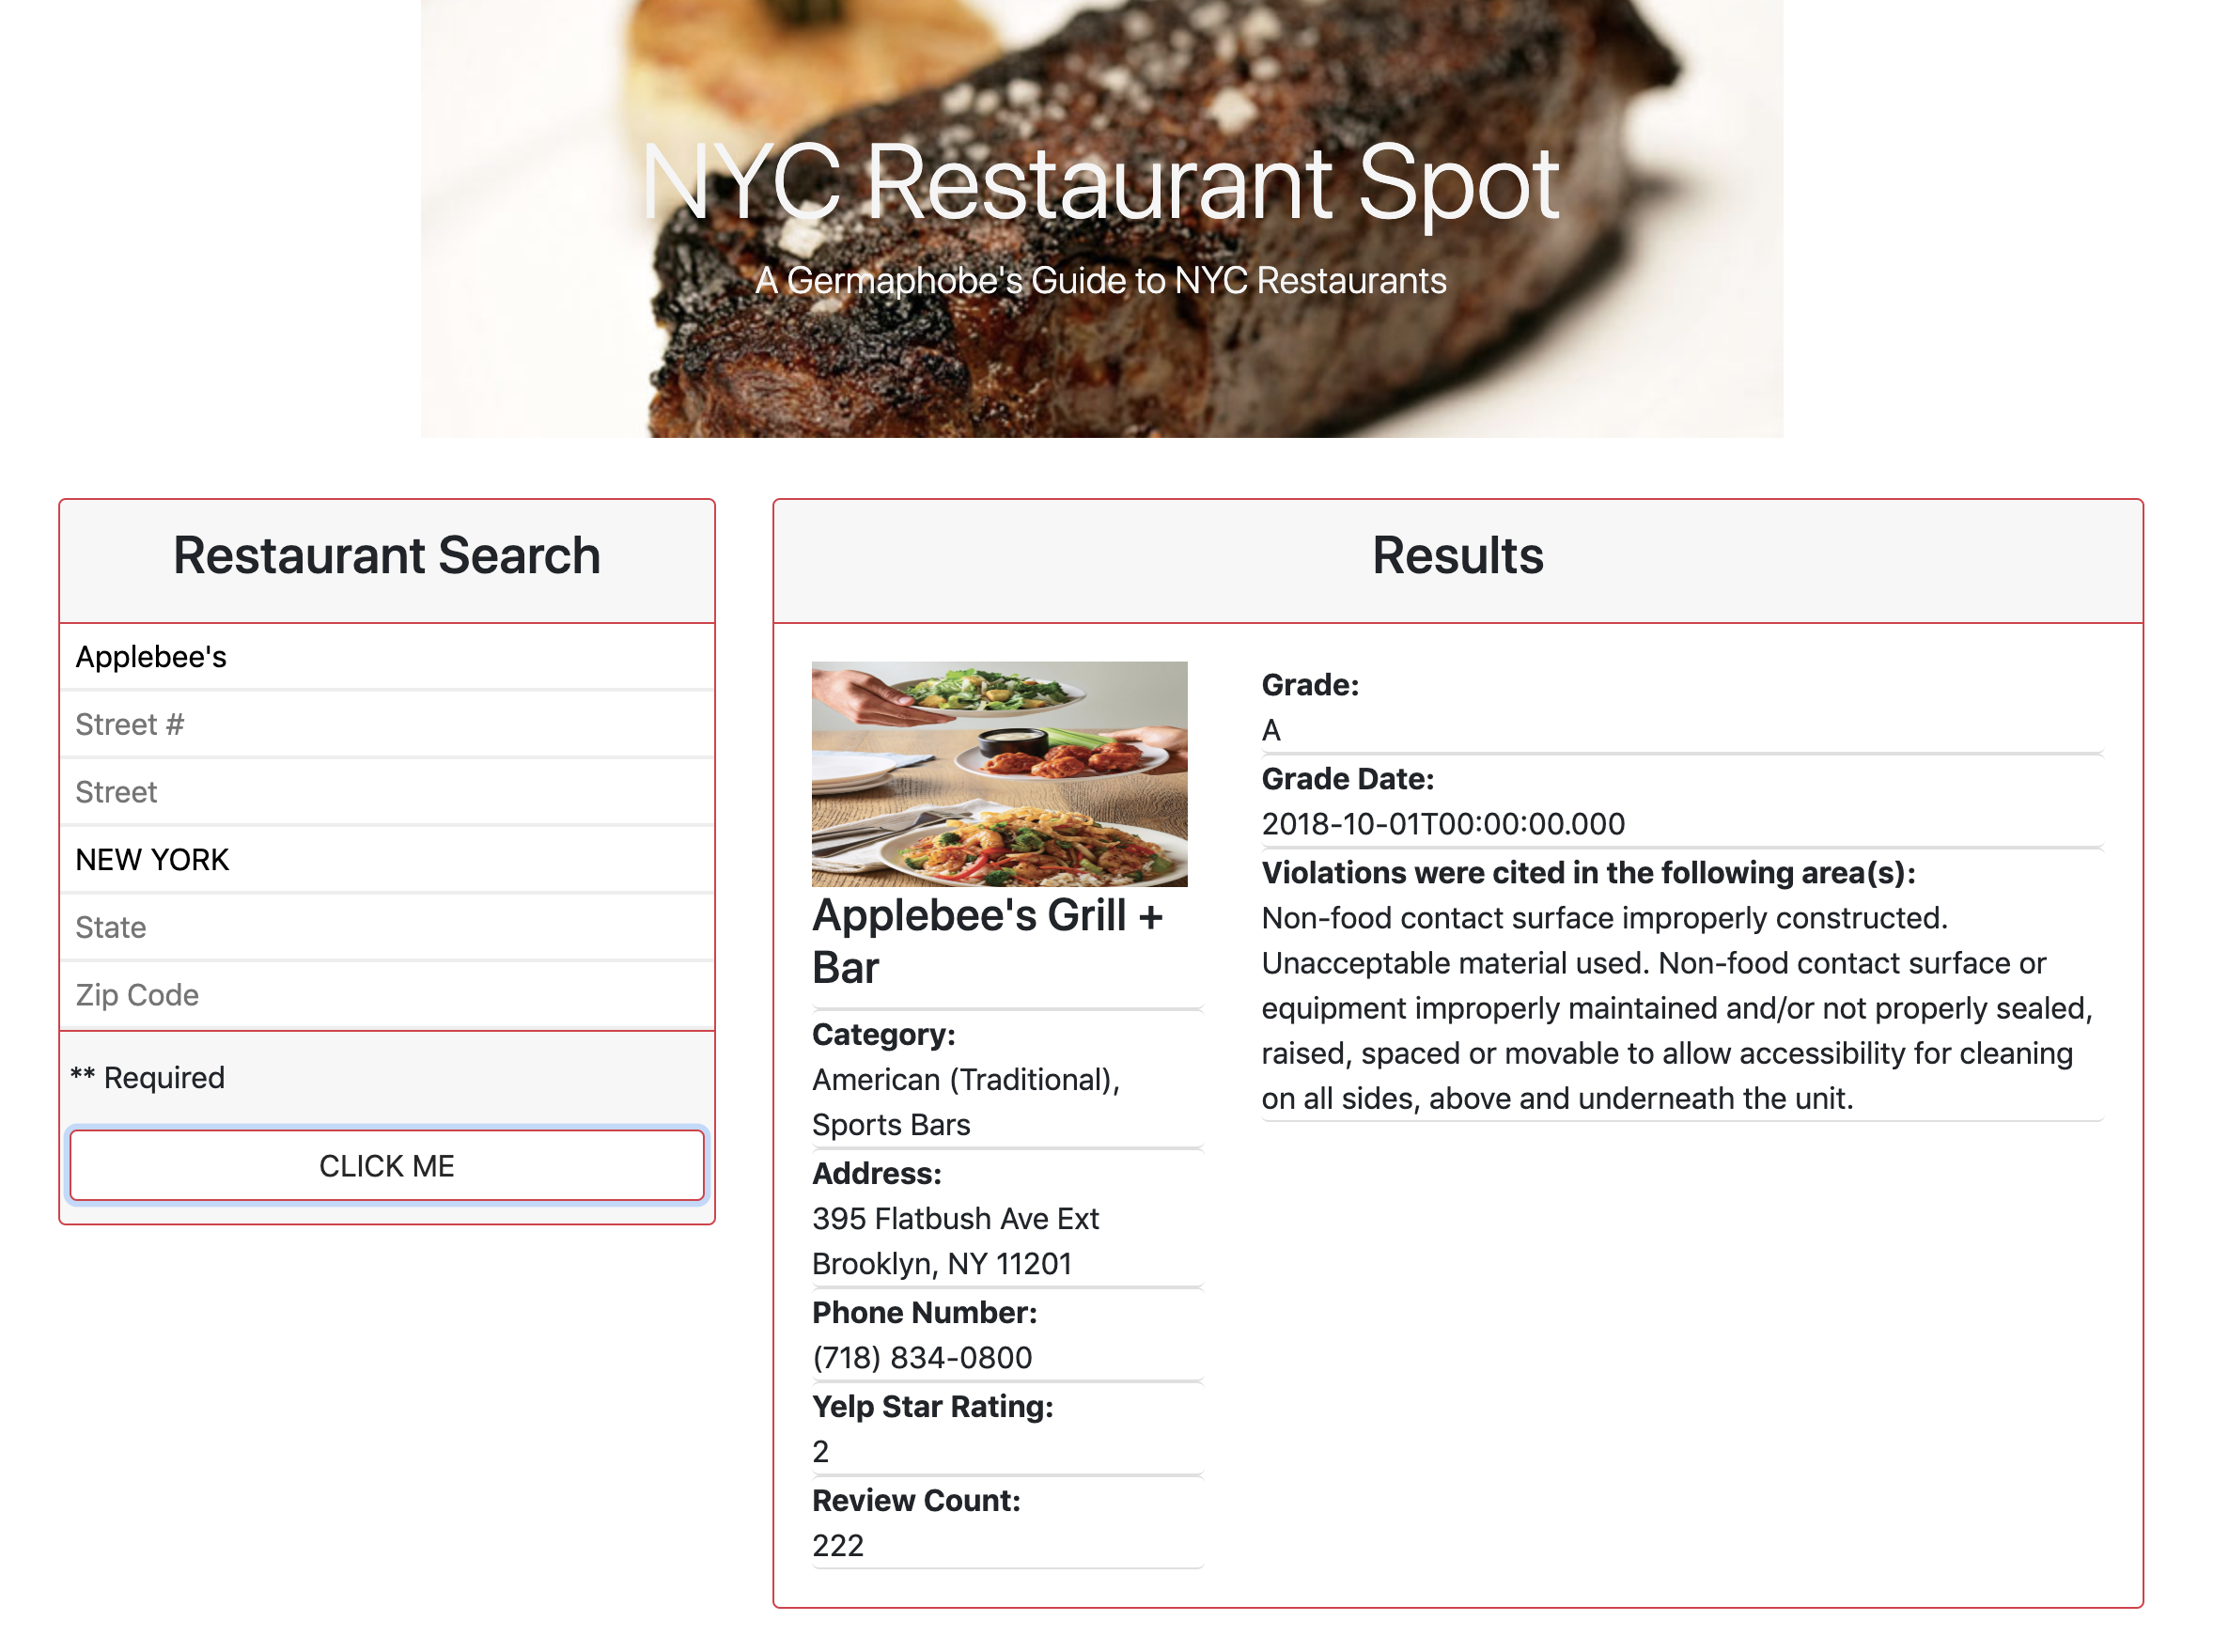 NYC Restaurant Spot
A Germaphobe's Guide to NYC Restaurants
Restaurant Search
Applebee's
Street #
Street
NEW YORK
State
Zip Code
** Required
CLICK ME
Results
Applebee's Grill +
Bar
Category:
American (Traditional),
Sports Bars
Address:
395 Flatbush Ave Ext
Brooklyn, NY 11201
Phone Number:
(718) 834-0800
Yelp Star Rating:
2
Review Count:
222
Grade:
A
Grade Date:
2018-10-01T00:00:00.000
Violations were cited in the following area(s):
Non-food contact surface improperly constructed.
Unacceptable material used. Non-food contact surface or
equipment improperly maintained and/or not properly sealed,
raised, spaced or movable to allow accessibility for cleaning
on all sides, above and underneath the unit.